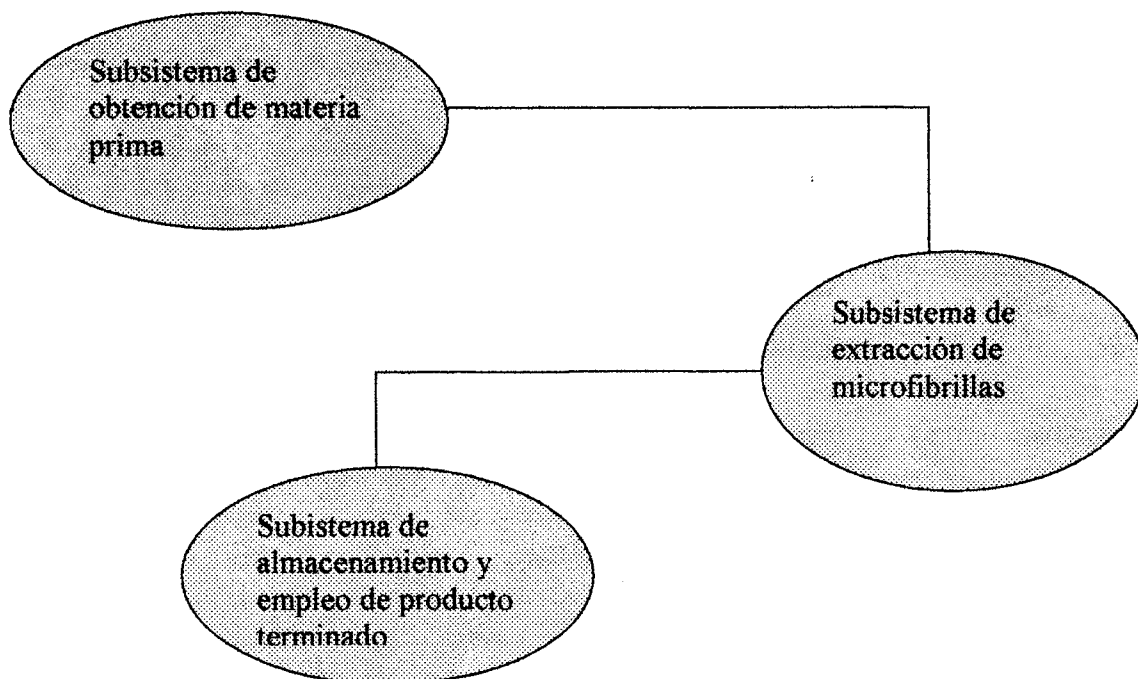 Subsistema de
obtención de materia
prima
Subsistema de
extracción de
microfibrillas
Subistema de
almacenamiento y
empleo de producto
terminado